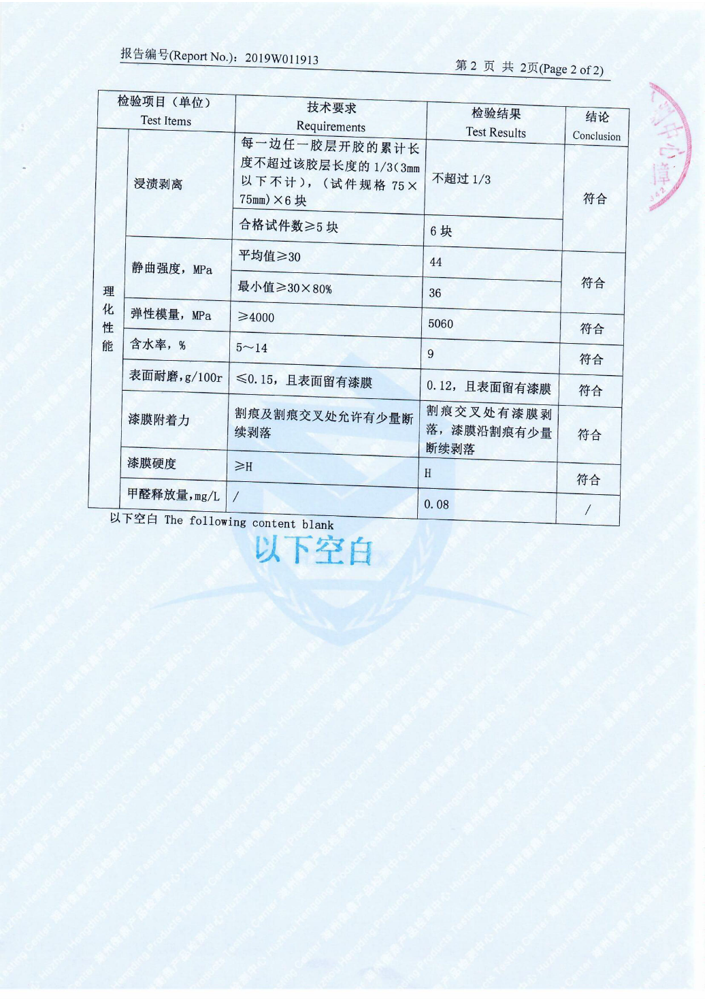 报告编号(Report No.): 2019W011913
第 2 页 共 2页(Page 2 of 2)
检验项目（单位）
Test Items
技术要求
Requirements
检验结果
Test Results
结论
Conclusion
理化性能
浸渍剥离
每一边任一胶层开胶的累计长
度不超过该胶层长度的 1/3(3mm
以下不计)，(试件规格 75×
75mm)×6 块
不超过 1/3
符合
合格试件数≥5 块
6 块
静曲强度，MPa
平均值≥30
44
符合
最小值≥30×80%
36
弹性模量，MPa
≥4000
5060
符合
含水率，%
5～14
9
符合
表面耐磨,g/100r
≤0.15，且表面留有漆膜
0.12，且表面留有漆膜
符合
漆膜附着力
割痕及割痕交叉处允许有少量断
续剥落
割痕交叉处有漆膜剥
落，漆膜沿割痕有少量
断续剥落
符合
漆膜硬度
≥H
H
符合
甲醛释放量,mg/L
/
0.08
/
以下空白 The following content blank
以下空白